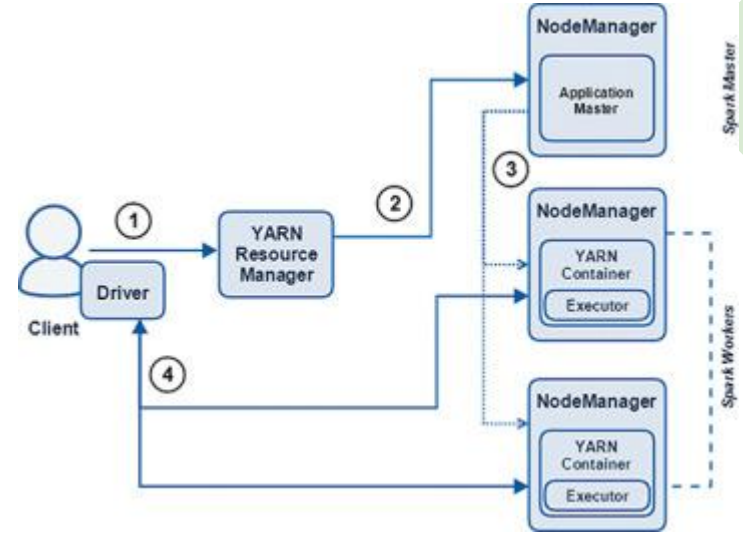 NodeManager
Application
Master
Spark Master
3
1
2
NodeManager
YARN
Resource
Manager
YARN
Container
Executor
Driver
Client
Spark Workers
4
NodeManager
YARN
Container
Executor